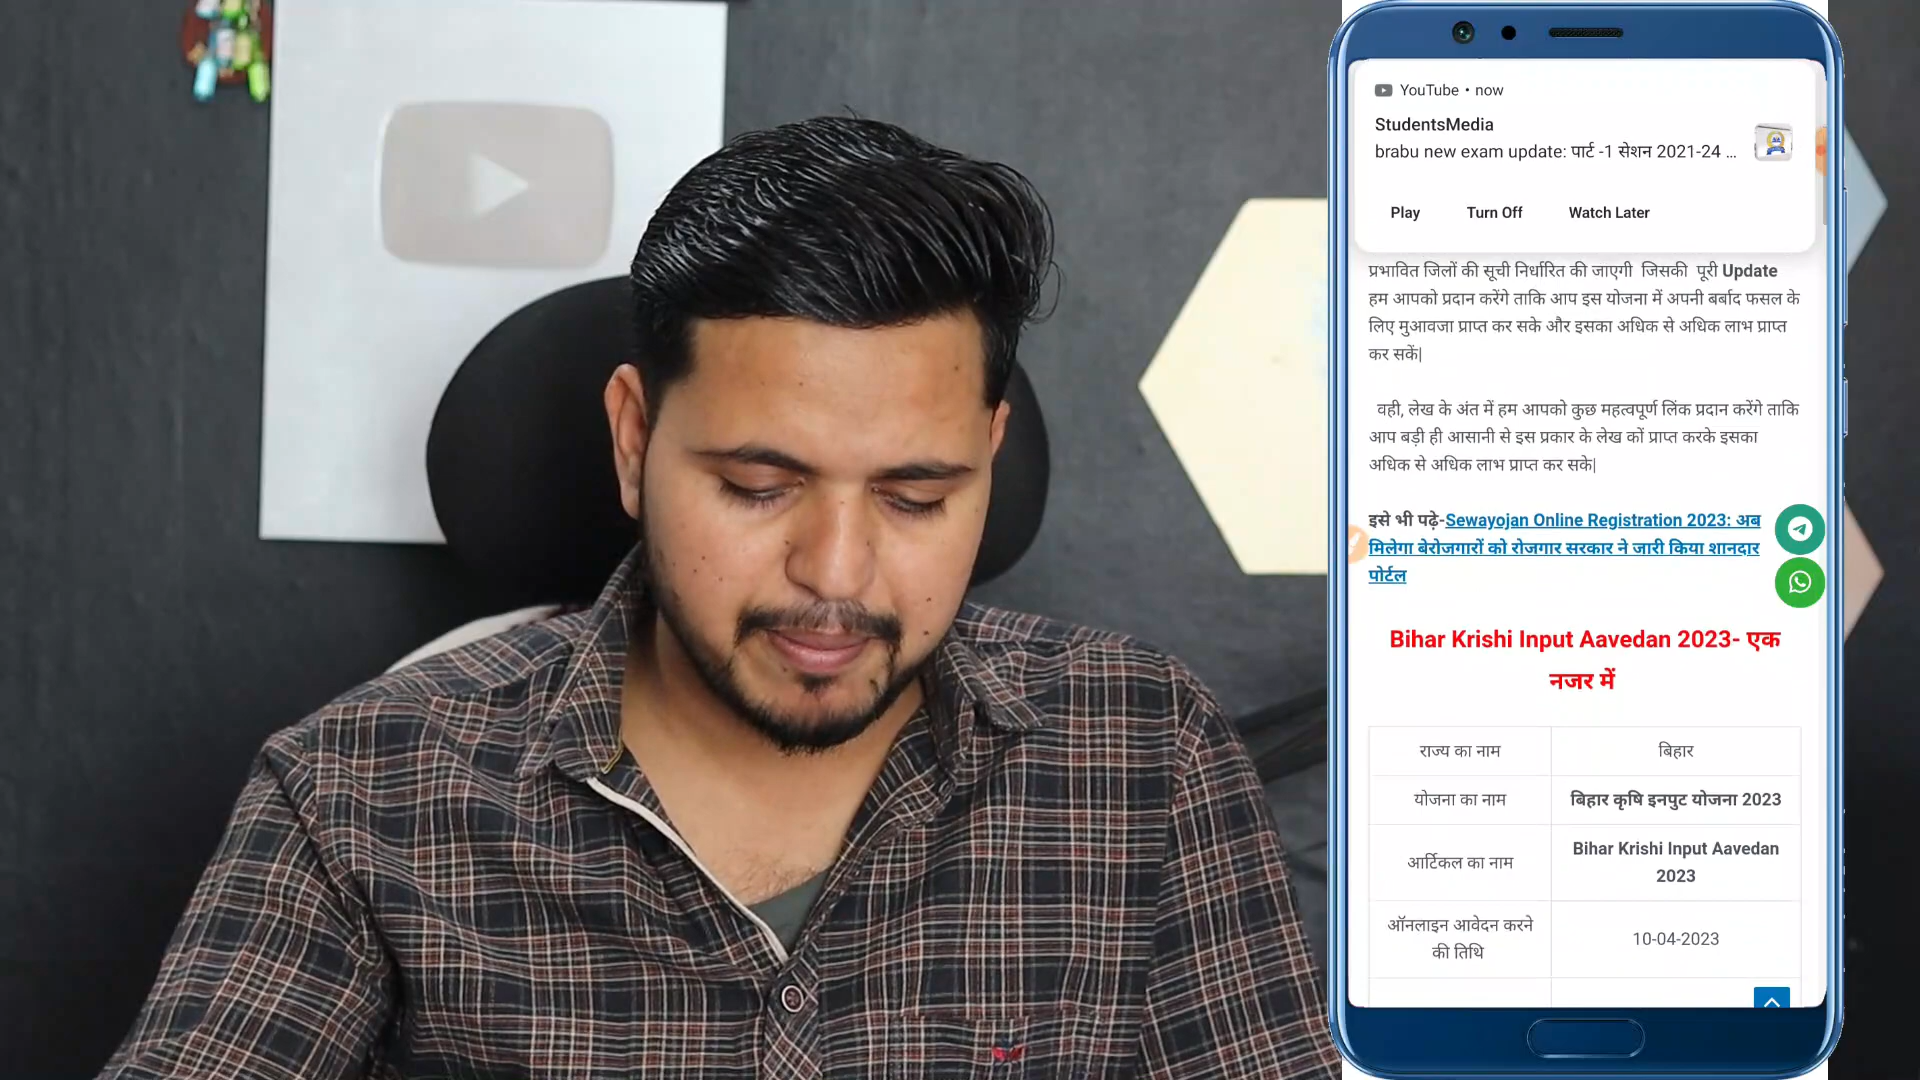 YouTube • now
StudentsMedia
brabu new exam update: पार्ट -1 सेशन 2021-24 ...
Play Turn Off Watch Later
प्रभावित जिलों की सूची निर्धारित की जाएगी जिसकी पूरी Update
हम आपको प्रदान करेंगे ताकि आप इस योजना में अपनी बर्बाद फसल के
लिए मुआवजा प्राप्त कर सके और इसका अधिक से अधिक लाभ प्राप्त
कर सकें|
वही, लेख के अंत में हम आपको कुछ महत्वपूर्ण लिंक प्रदान करेंगे ताकि
आप बड़ी ही आसानी से इस प्रकार के लेख कों प्राप्त करके इसका
अधिक से अधिक लाभ प्राप्त कर सके|
इसे भी पढ़े-Sewayojan Online Registration 2023: अब
मिलेगा बेरोजगारों को रोजगार सरकार ने जारी किया शानदार
पोर्टल
Bihar Krishi Input Aavedan 2023- एक
नजर में
राज्य का नाम बिहार
योजना का नाम बिहार कृषि इनपुट योजना 2023
आर्टिकल का नाम Bihar Krishi Input Aavedan
2023
ऑनलाइन आवेदन करने
की तिथि 10-04-2023